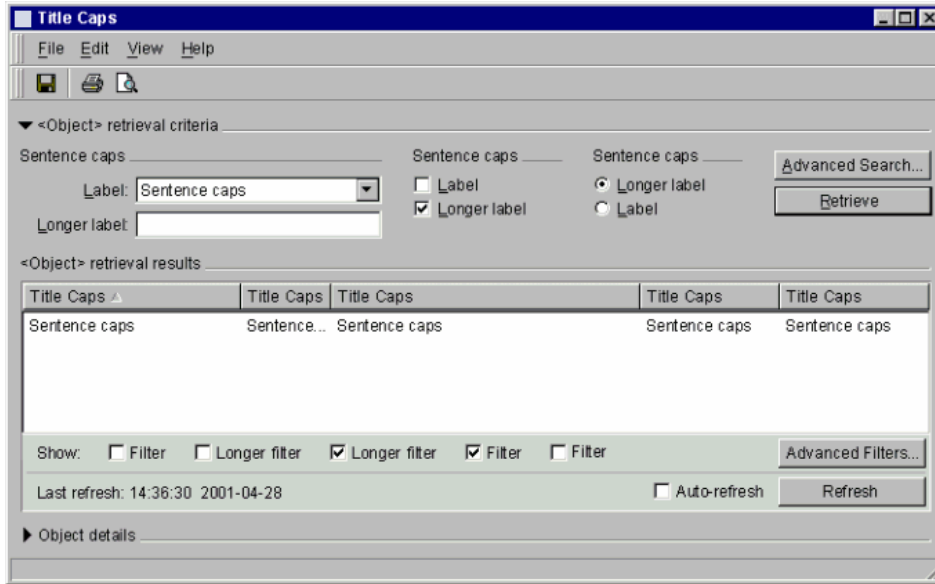 Title Caps
File Edit View Help
<Object> retrieval criteria
Sentence caps
Label: Sentence caps
Longer label:
Sentence caps
Label
Longer label
Sentence caps
Longer label
Label
Advanced Search...
Retrieve
<Object> retrieval results
Title Caps Title Caps Title Caps Title Caps Title Caps
Sentence caps Sentence... Sentence caps Sentence caps Sentence caps
Show: Filter Longer filter Longer filter Filter Filter Advanced Filters...
Last refresh: 14:36:30 2001-04-28 Auto-refresh Refresh
Object details